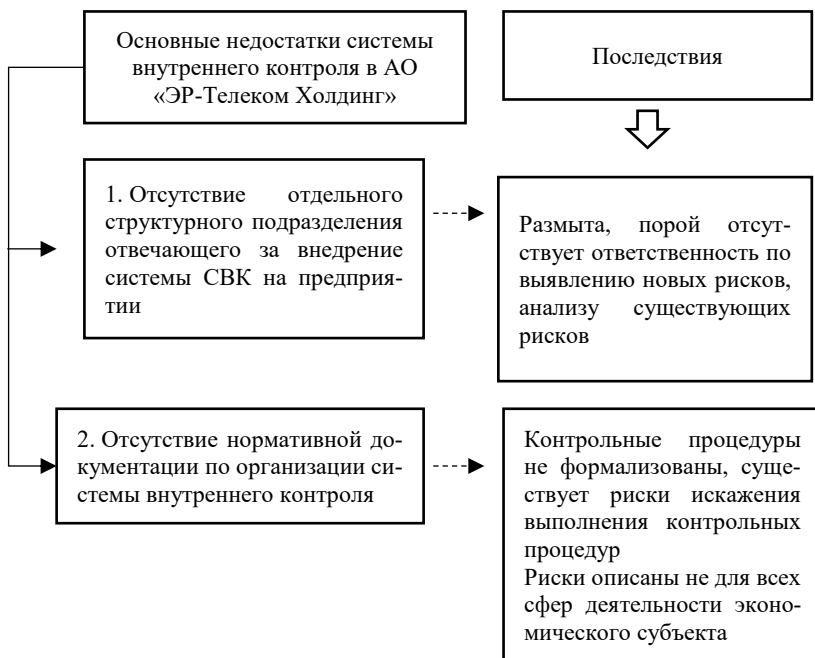 Основные недостатки системы
внутреннего контроля в АО
«ЭР-Телеком Холдинг»
Последствия
1. Отсутствие отдельного
структурного подразделения
отвечающего за внедрение
системы СВК на предприя-
тии
Размыта, порой отсут-
ствует ответственность по
выявлению новых рисков,
анализу существующих
рисков
2. Отсутствие нормативной до-
кументации по организации си-
стемы внутреннего контроля
Контрольные процедуры
не формализованы, суще-
ствует риски искажения
выполнения контрольных
процедур
Риски описаны не для всех
сфер деятельности эконо-
мического субъекта